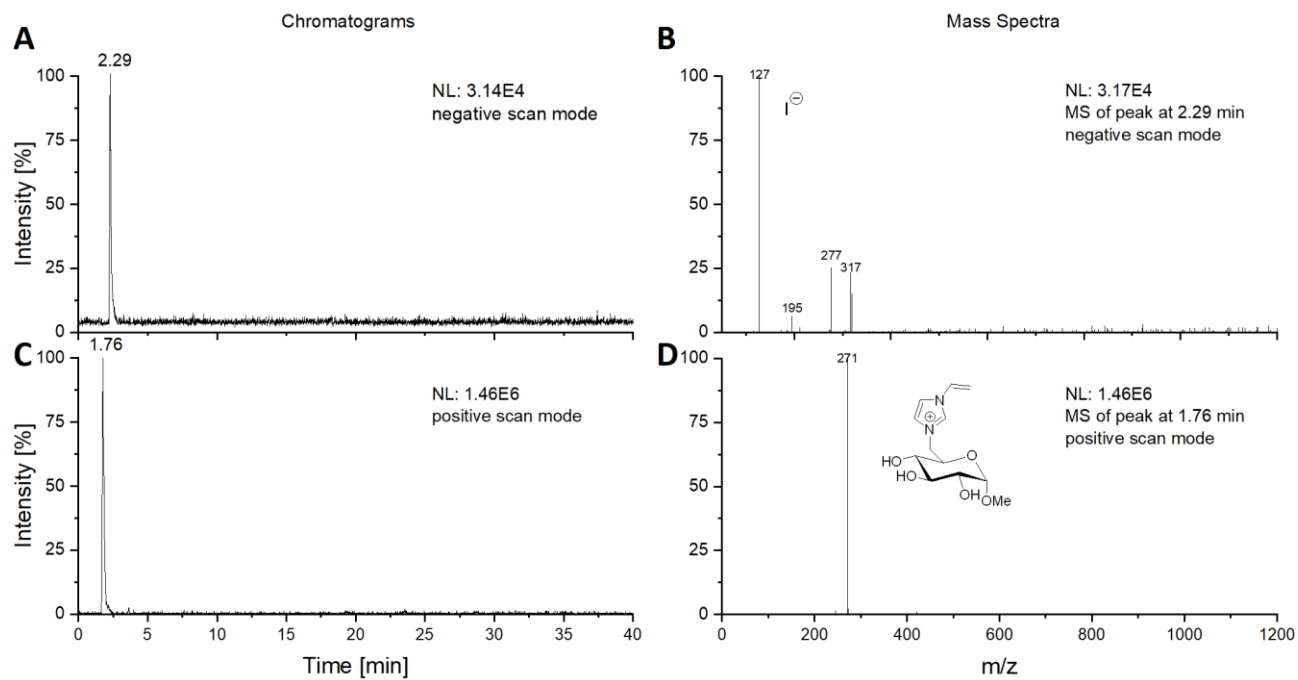 Chromatograms
Mass Spectra
A
2.29
100
75
50
25
0
Intensity [%]
NL: 3.14E4
negative scan mode
B
127
I⊖
195
277
317
100
75
50
25
0
NL: 3.17E4
MS of peak at 2.29 min
negative scan mode
C
1.76
100
75
50
25
0
Intensity [%]
NL: 1.46E6
positive scan mode
0 5 10 15 20 25 30 35 40
Time [min]
D
271
100
75
50
25
0
N
⊕
N
O
HO
HO
OH
OMe
NL: 1.46E6
MS of peak at 1.76 min
positive scan mode
0 200 400 600 800 1000 1200
m/z